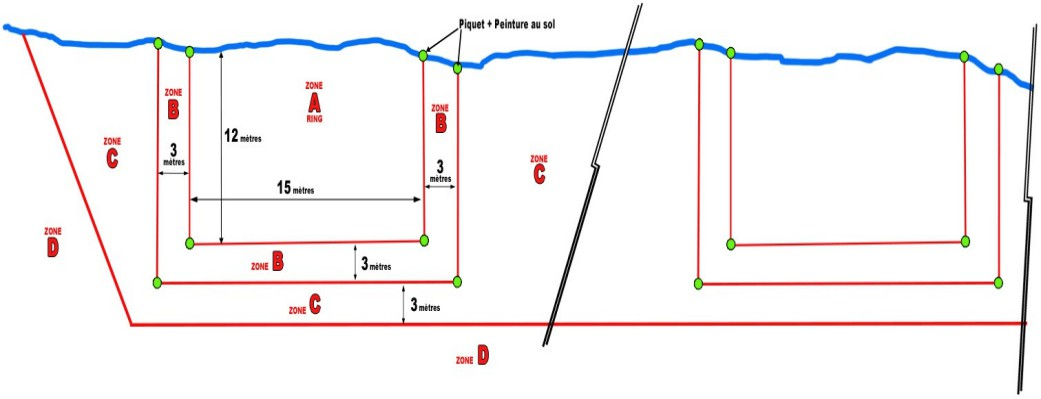 Piquet + Peinture au sol
ZONE
A
RING
ZONE
B
ZONE
B
12 mètres
ZONE
C
3
mètres
ZONE
C
3
mètres
15 mètres
ZONE
D
ZONE B
3 mètres
ZONE C
3 mètres
ZONE D